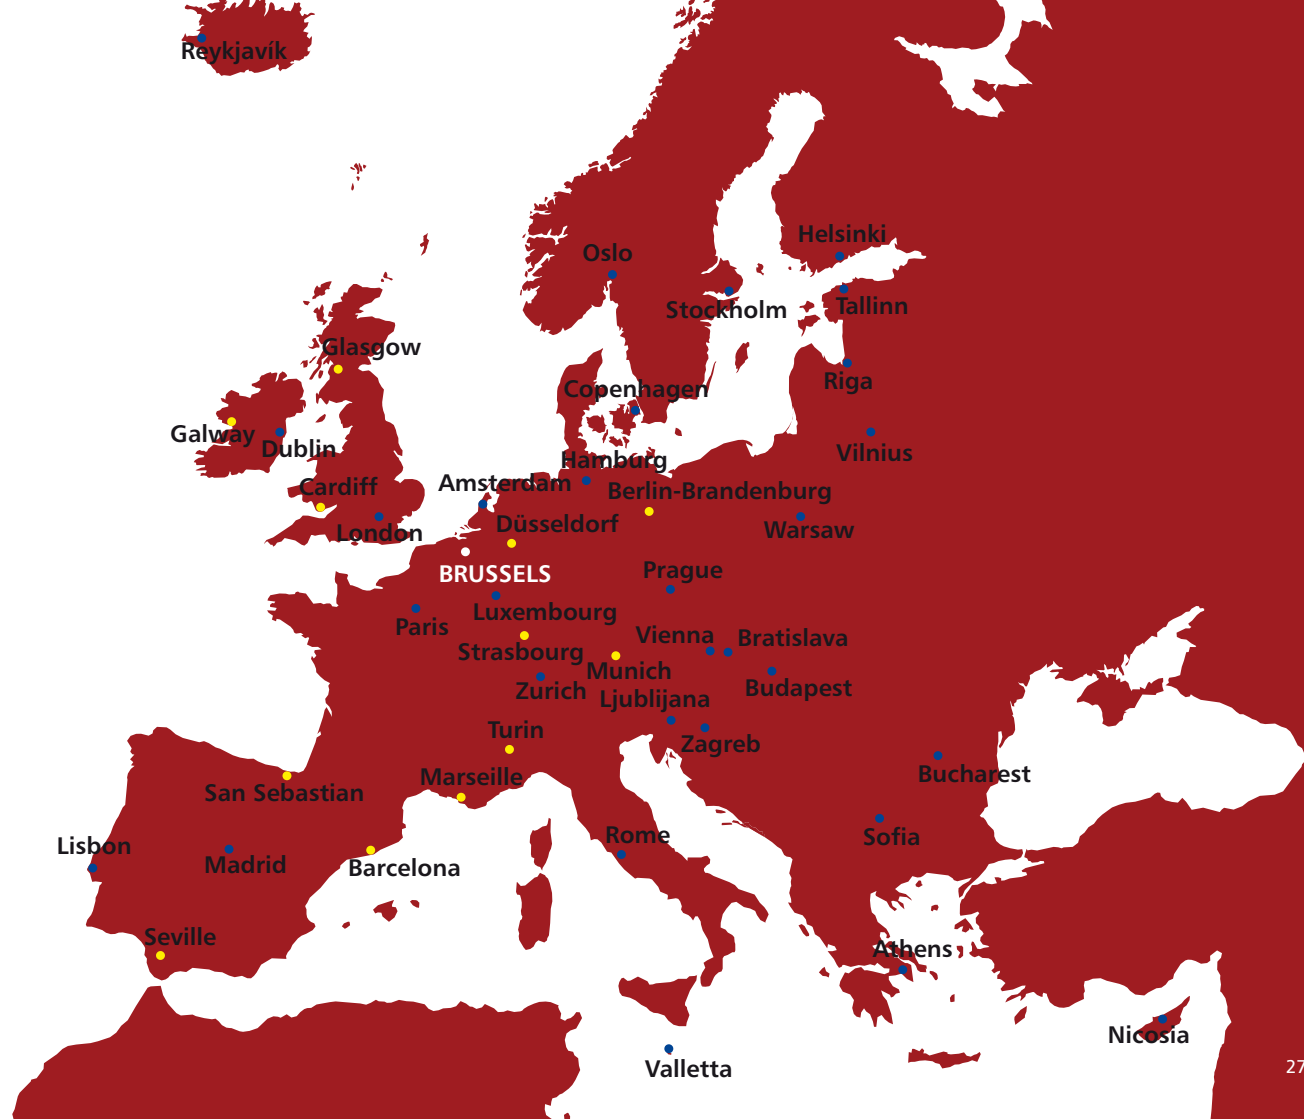 Reykjavík
Helsinki
Oslo
Stockholm
Tallinn
Glasgow
Riga
Copenhagen
Galway
Dublin
Vilnius
Hamburg
Cardiff
Amsterdam
Berlin-Brandenburg
London
Düsseldorf
Warsaw
BRUSSELS
Prague
Luxembourg
Paris
Vienna
Bratislava
Strasbourg
Munich
Zurich
Budapest
Ljublijana
Turin
Zagreb
Marseille
Bucharest
San Sebastian
Rome
Sofia
Lisbon
Madrid
Barcelona
Seville
Athens
Nicosia
Valletta
27